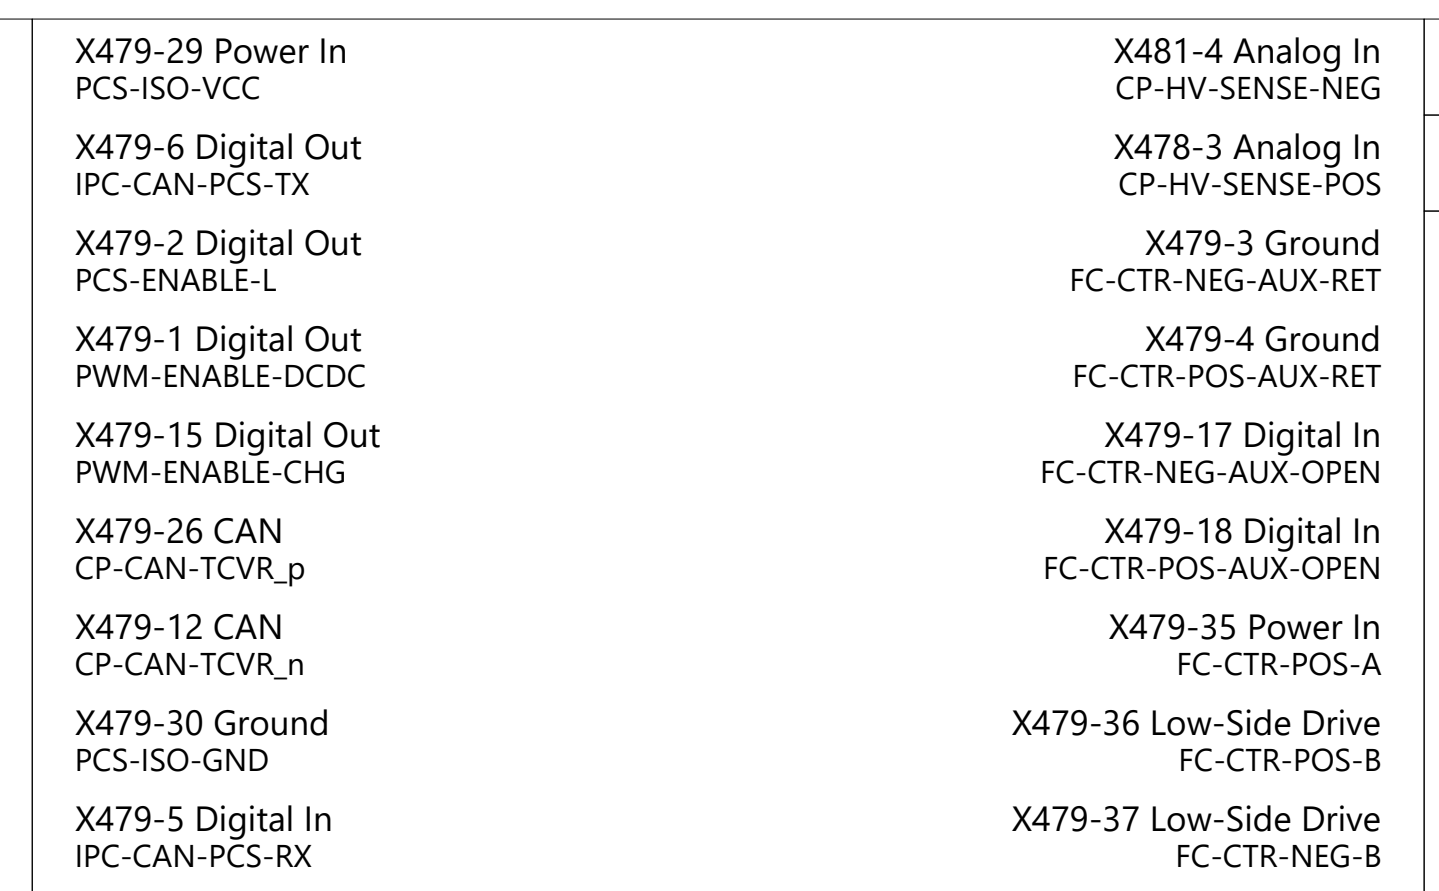 X479-29 Power In
PCS-ISO-VCC
X479-6 Digital Out
IPC-CAN-PCS-TX
X479-2 Digital Out
PCS-ENABLE-L
X479-1 Digital Out
PWM-ENABLE-DCDC
X479-15 Digital Out
PWM-ENABLE-CHG
X479-26 CAN
CP-CAN-TCVR_p
X479-12 CAN
CP-CAN-TCVR_n
X479-30 Ground
PCS-ISO-GND
X479-5 Digital In
IPC-CAN-PCS-RX
X481-4 Analog In
CP-HV-SENSE-NEG
X478-3 Analog In
CP-HV-SENSE-POS
X479-3 Ground
FC-CTR-NEG-AUX-RET
X479-4 Ground
FC-CTR-POS-AUX-RET
X479-17 Digital In
FC-CTR-NEG-AUX-OPEN
X479-18 Digital In
FC-CTR-POS-AUX-OPEN
X479-35 Power In
FC-CTR-POS-A
X479-36 Low-Side Drive
FC-CTR-POS-B
X479-37 Low-Side Drive
FC-CTR-NEG-B